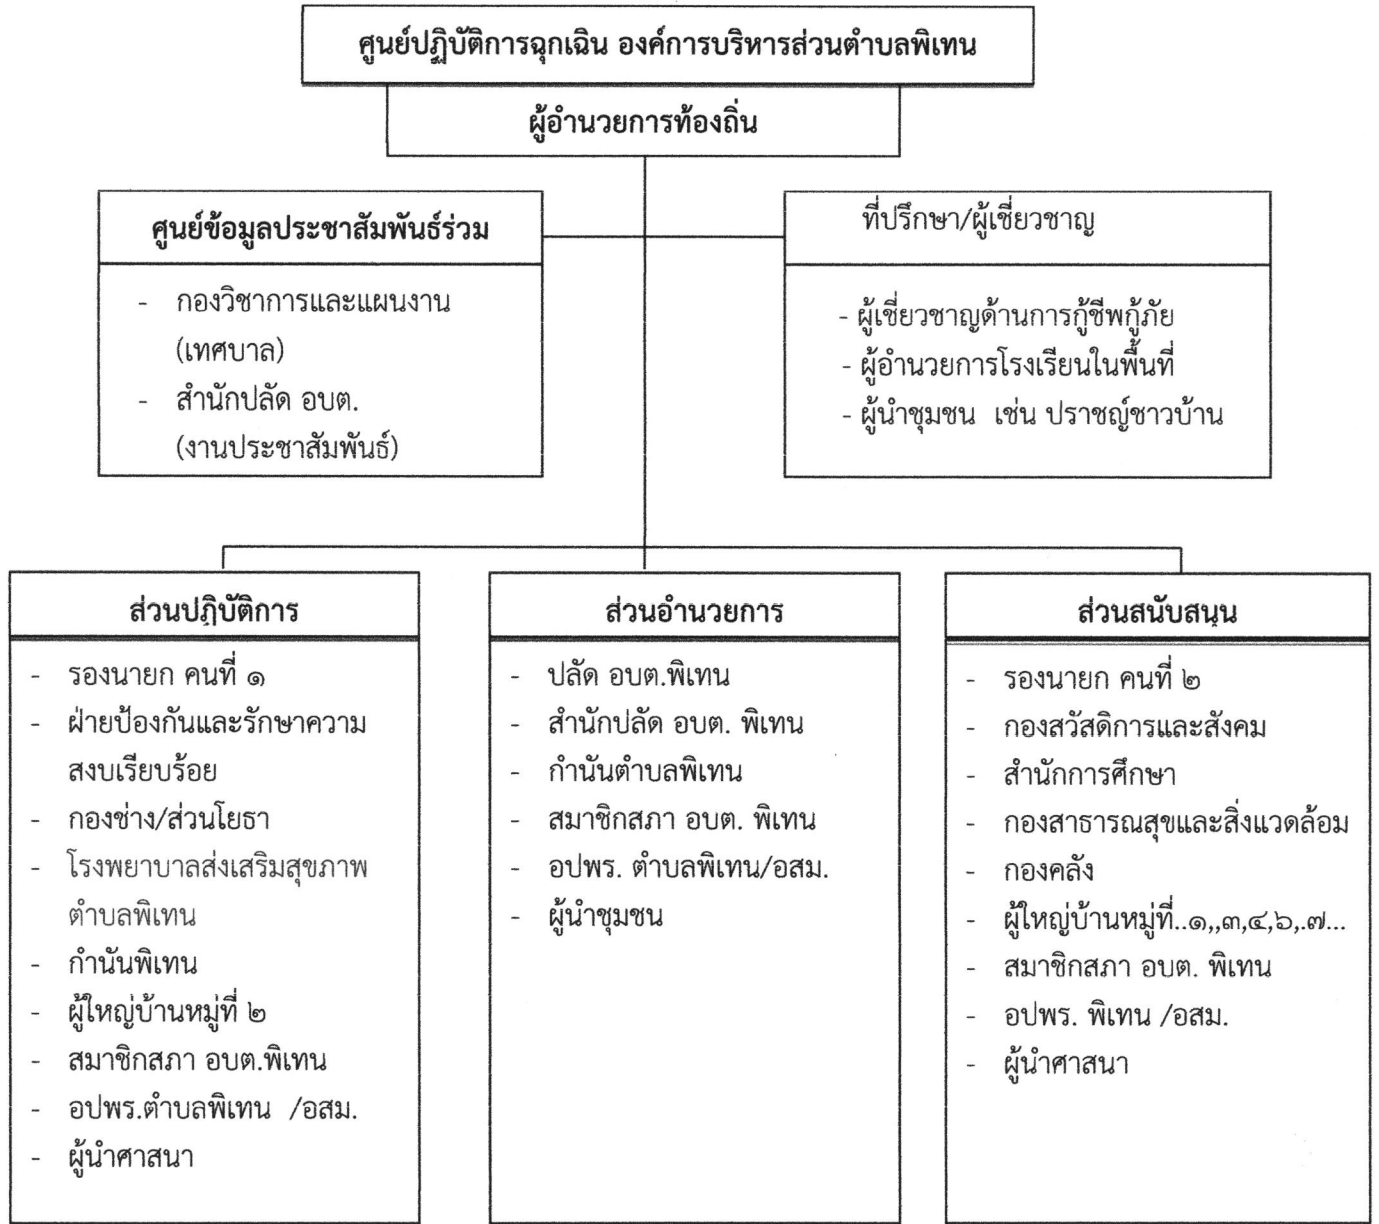 ศูนย์ปฏิบัติการฉุกเฉิน องค์การบริหารส่วนตำบลพิเทน
ผู้อำนวยการท้องถิ่น
ศูนย์ข้อมูลประชาสัมพันธ์ร่วม
- กองวิชาการและแผนงาน
(เทศบาล)
- สำนักปลัด อบต.
(งานประชาสัมพันธ์)
ที่ปรึกษา/ผู้เชี่ยวชาญ
- ผู้เชี่ยวชาญด้านการกู้ชีพกู้ภัย
- ผู้อำนวยการโรงเรียนในพื้นที่
- ผู้นำชุมชน เช่น ปราชญ์ชาวบ้าน
ส่วนปฏิบัติการ
- รองนายก คนที่ ๑
- ฝ่ายป้องกันและรักษาความ
สงบเรียบร้อย
- กองช่าง/ส่วนโยธา
- โรงพยาบาลส่งเสริมสุขภาพ
ตำบลพิเทน
- กำนันพิเทน
- ผู้ใหญ่บ้านหมู่ที่ ๒
- สมาชิกสภา อบต.พิเทน
- อปพร.ตำบลพิเทน /อสม.
- ผู้นำศาสนา
ส่วนอำนวยการ
- ปลัด อบต.พิเทน
- สำนักปลัด อบต. พิเทน
- กำนันตำบลพิเทน
- สมาชิกสภา อบต. พิเทน
- อปพร. ตำบลพิเทน/อสม.
- ผู้นำชุมชน
ส่วนสนับสนุน
- รองนายก คนที่ ๒
- กองสวัสดิการและสังคม
- สำนักการศึกษา
- กองสาธารณสุขและสิ่งแวดล้อม
- กองคลัง
- ผู้ใหญ่บ้านหมู่ที่..๑,,๓,๔,๖,.๗...
- สมาชิกสภา อบต. พิเทน
- อปพร. พิเทน /อสม.
- ผู้นำศาสนา